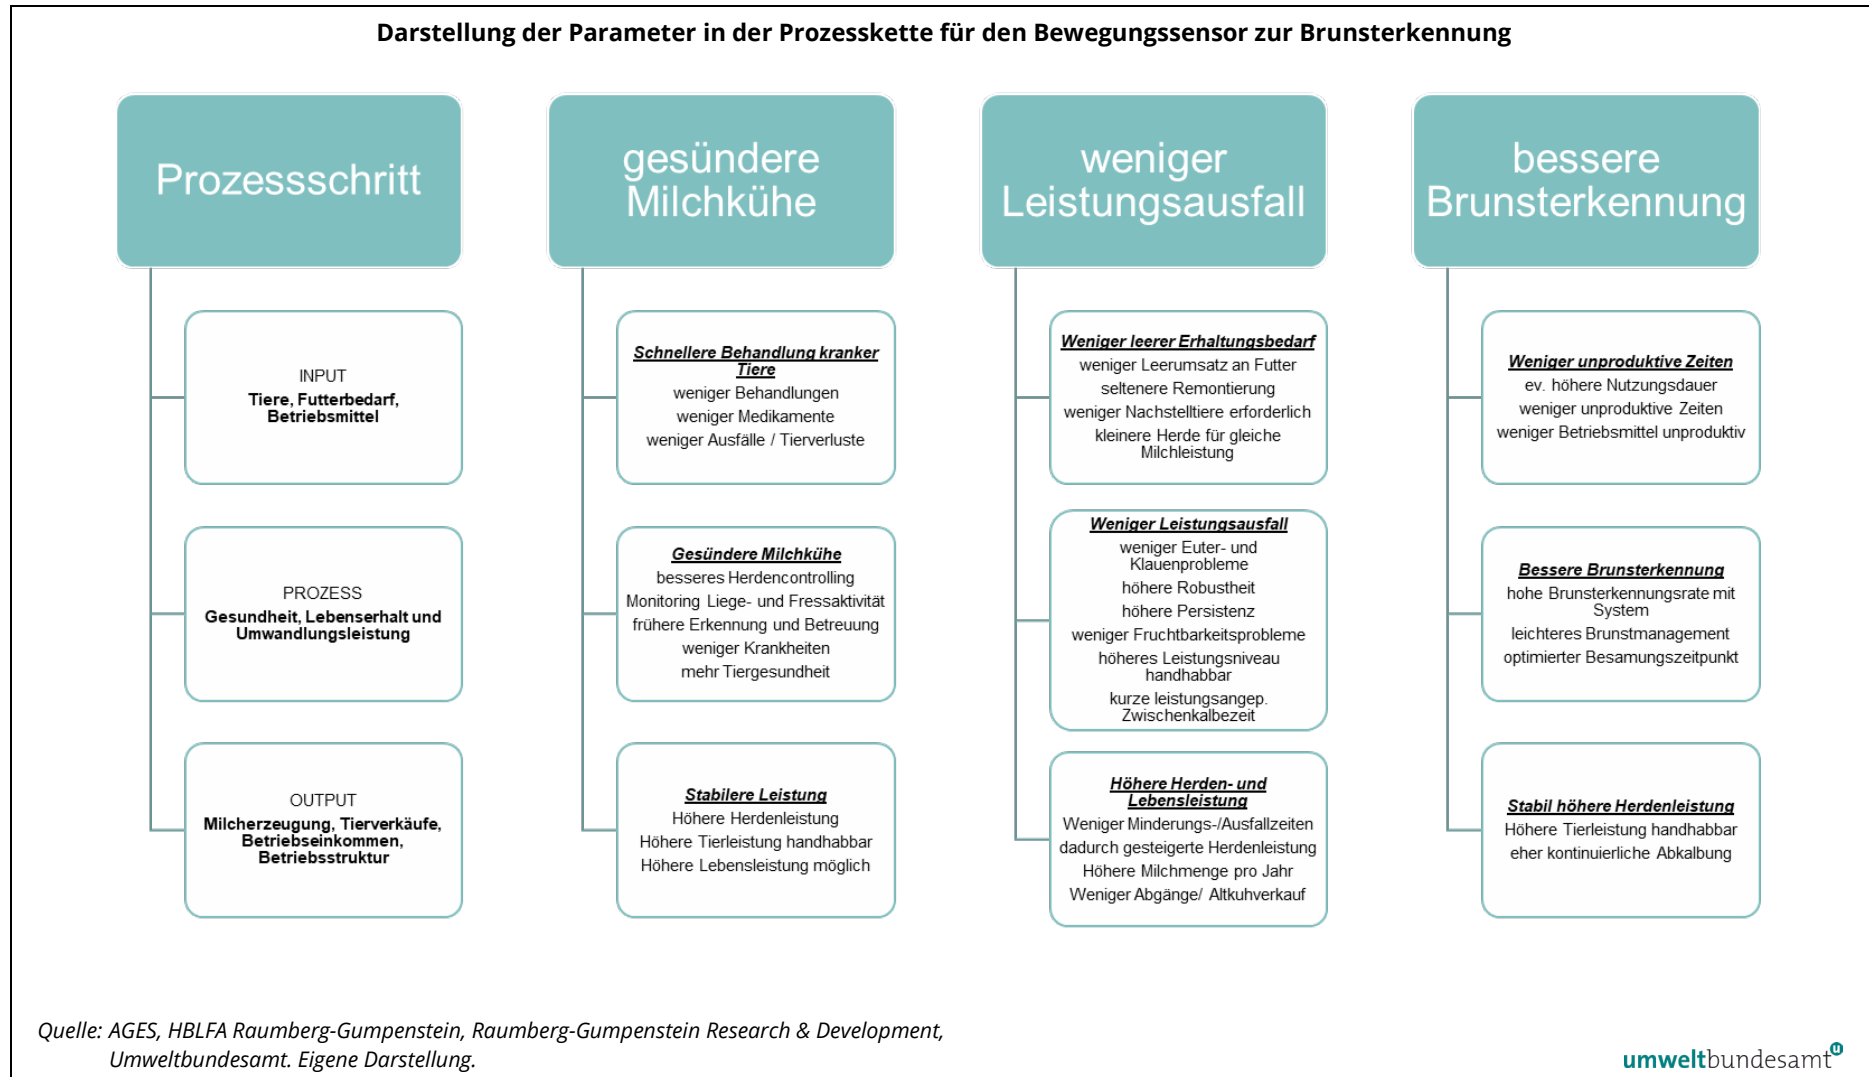 Darstellung der Parameter in der Prozesskette für den Bewegungssensor zur Brunsterkennung
Prozessschritt
INPUT
Tiere, Futterbedarf,
Betriebsmittel
PROZESS
Gesundheit, Lebenserhalt und
Umwandlungsleistung
OUTPUT
Milcherzeugung, Tierverkäufe,
Betriebseinkommen,
Betriebsstruktur
gesündere
Milchkühe
Schnellere Behandlung kranker
Tiere
weniger Behandlungen
weniger Medikamente
weniger Ausfälle / Tierverluste
Gesündere Milchkühe
besseres Herdencontrolling
Monitoring Liege- und Fressaktivität
frühere Erkennung und Betreuung
weniger Krankheiten
mehr Tiergesundheit
Stabilere Leistung
Höhere Herdenleistung
Höhere Tierleistung handhabbar
Höhere Lebensleistung möglich
weniger
Leistungsausfall
Weniger leerer Erhaltungsbedarf
weniger Leerumsatz an Futter
seltenere Remontierung
weniger Nachstelltiere erforderlich
kleinere Herde für gleiche
Milchleistung
Weniger Leistungsausfall
weniger Euter- und
Klauenprobleme
höhere Robustheit
höhere Persistenz
weniger Fruchtbarkeitsprobleme
höheres Leistungsniveau
handhabbar
kurze leistungsangep.
Zwischenkalbezeit
Höhere Herden- und
Lebensleistung
Weniger Minderungs-/Ausfallzeiten
dadurch gesteigerte Herdenleistung
Höhere Milchmenge pro Jahr
Weniger Abgänge/ Altkuhverkauf
bessere
Brunsterkennung
Weniger unproduktive Zeiten
ev. höhere Nutzungsdauer
weniger unproduktive Zeiten
weniger Betriebsmittel unproduktiv
Bessere Brunsterkennung
hohe Brunsterkennungsrate mit
System
leichteres Brunstmanagement
optimierter Besamungszeitpunkt
Stabil höhere Herdenleistung
Höhere Tierleistung handhabbar
eher kontinuierliche Abkalbung
Quelle: AGES, HBLFA Raumberg-Gumpenstein, Raumberg-Gumpenstein Research & Development,
Umweltbundesamt. Eigene Darstellung.
umweltbundesamt u